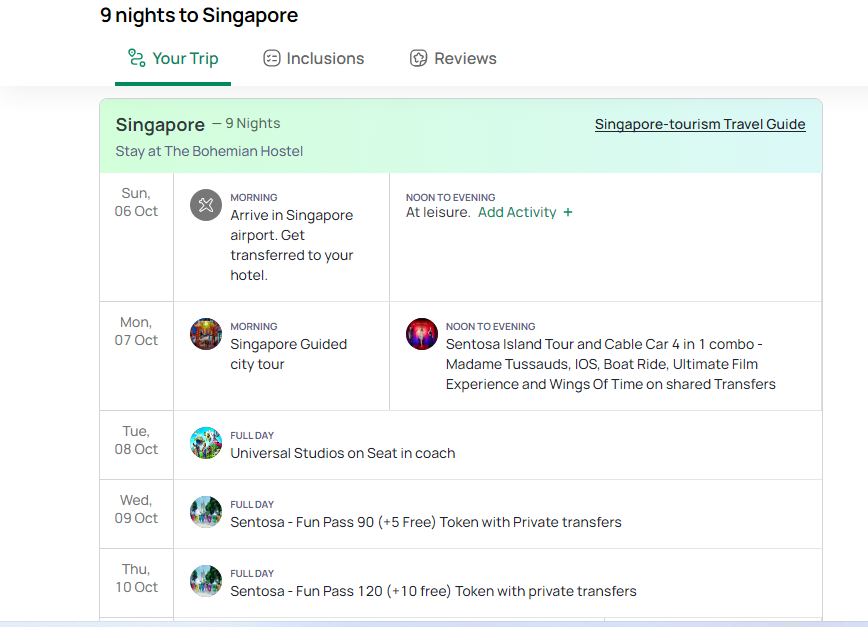 9 nights to Singapore
Your Trip
Inclusions
Reviews
Singapore — 9 Nights
Singapore-tourism Travel Guide
Stay at The Bohemian Hostel
Sun,
06 Oct
MORNING
Arrive in Singapore
airport. Get
transferred to your
hotel.
NOON TO EVENING
At leisure. Add Activity +
Mon,
07 Oct
MORNING
Singapore Guided
city tour
NOON TO EVENING
Sentosa Island Tour and Cable Car 4 in 1 combo -
Madame Tussauds, IOS, Boat Ride, Ultimate Film
Experience and Wings Of Time on shared Transfers
Tue,
08 Oct
FULL DAY
Universal Studios on Seat in coach
Wed,
09 Oct
FULL DAY
Sentosa - Fun Pass 90 (+5 Free) Token with Private transfers
Thu,
10 Oct
FULL DAY
Sentosa - Fun Pass 120 (+10 free) Token with private transfers